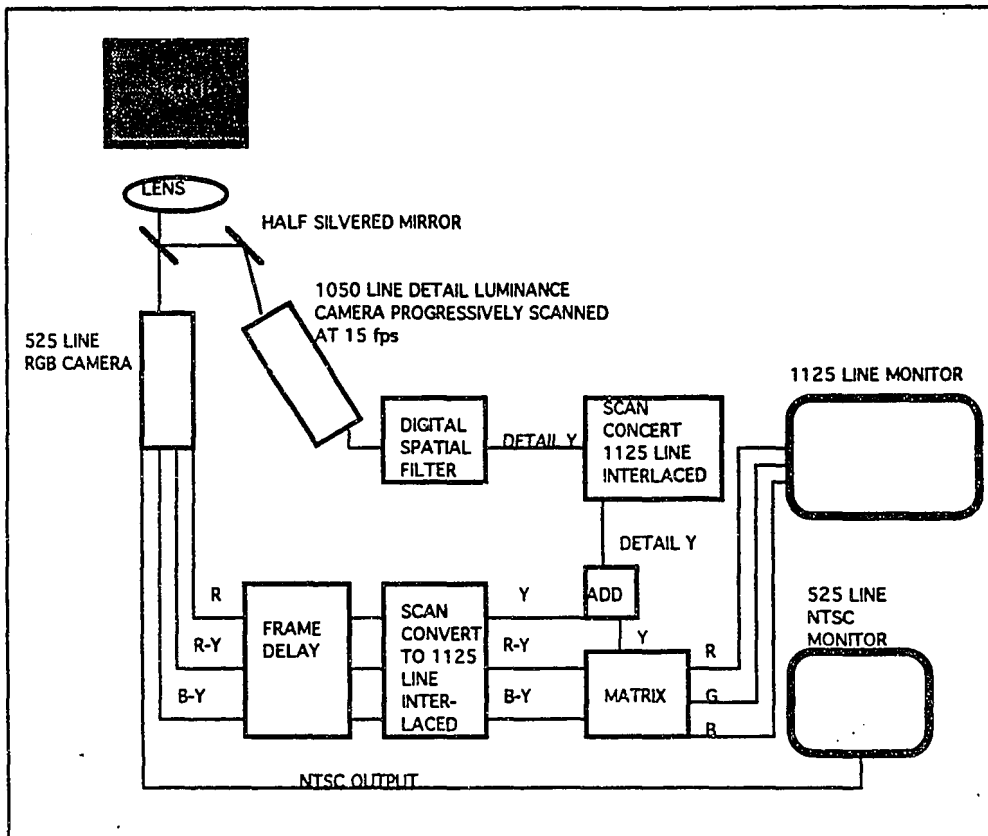 LENS
HALF SILVERED MIRROR
1050 LINE DETAIL LUMINANCE
CAMERA PROGRESSIVELY SCANNED
AT 15 fps
525 LINE
RGB CAMERA
1125 LINE MONITOR
DIGITAL
SPATIAL
FILTER
DETAIL Y
SCAN
CONCERT
1125 LINE
INTERLACED
DETAIL Y
R
R-Y
B-Y
FRAME
DELAY
SCAN
CONVERT
TO 1125
LINE
INTER-
LACED
Y
R-Y
B-Y
ADD
Y
MATRIX
R
G
B
525 LINE
NTSC
MONITOR
NTSC OUTPUT